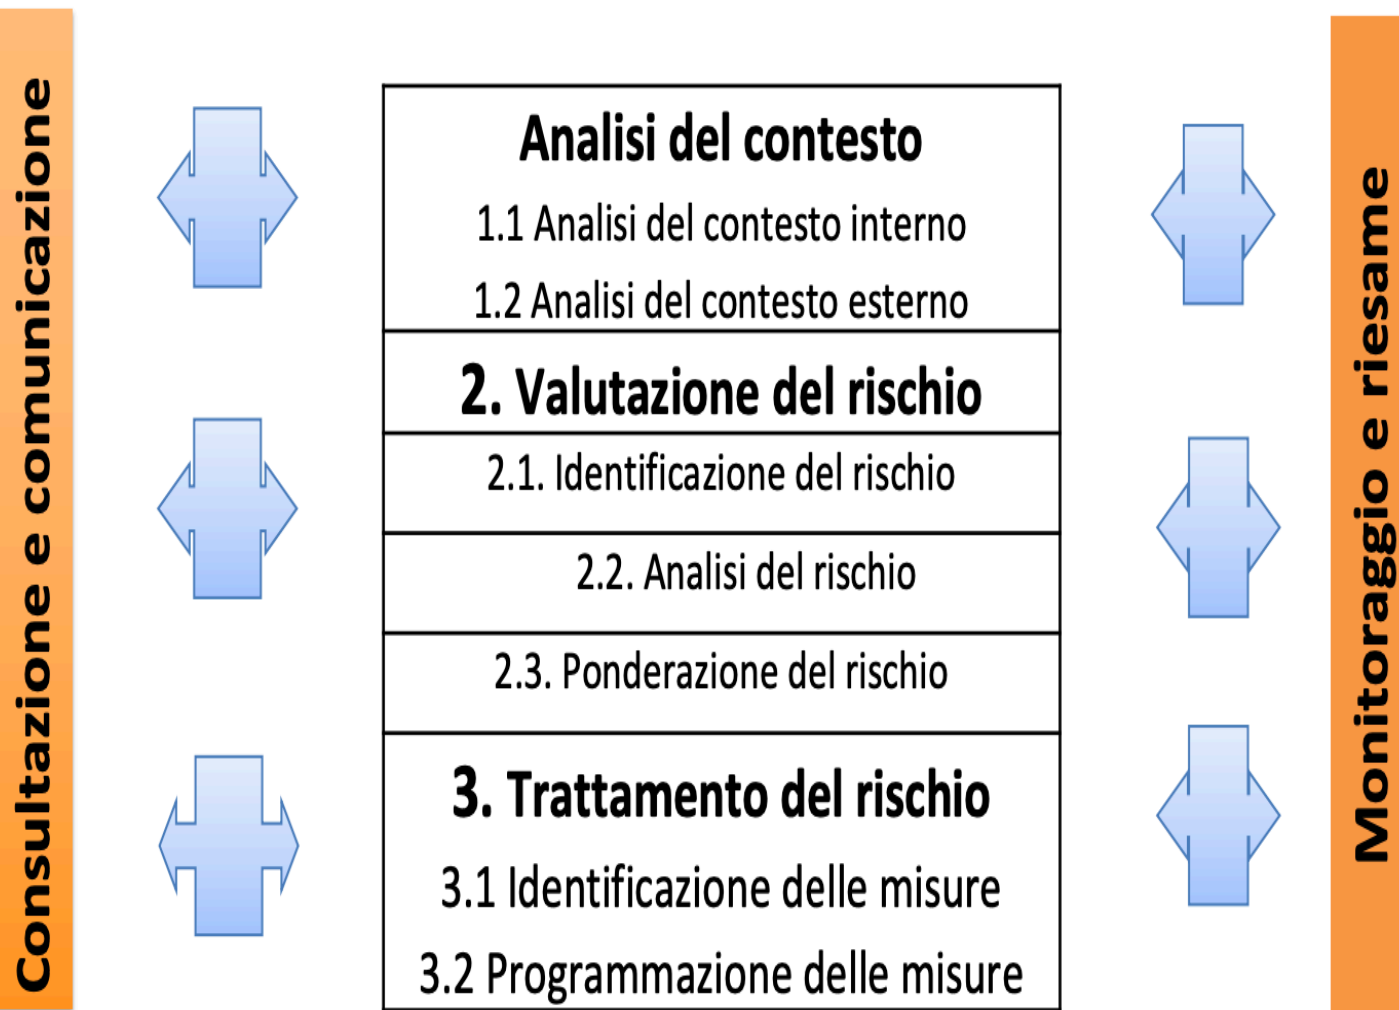 Consultazione e comunicazione
Analisi del contesto
1.1 Analisi del contesto interno
1.2 Analisi del contesto esterno
2. Valutazione del rischio
2.1. Identificazione del rischio
2.2. Analisi del rischio
2.3. Ponderazione del rischio
3. Trattamento del rischio
3.1 Identificazione delle misure
3.2 Programmazione delle misure
Monitoraggio e riesame